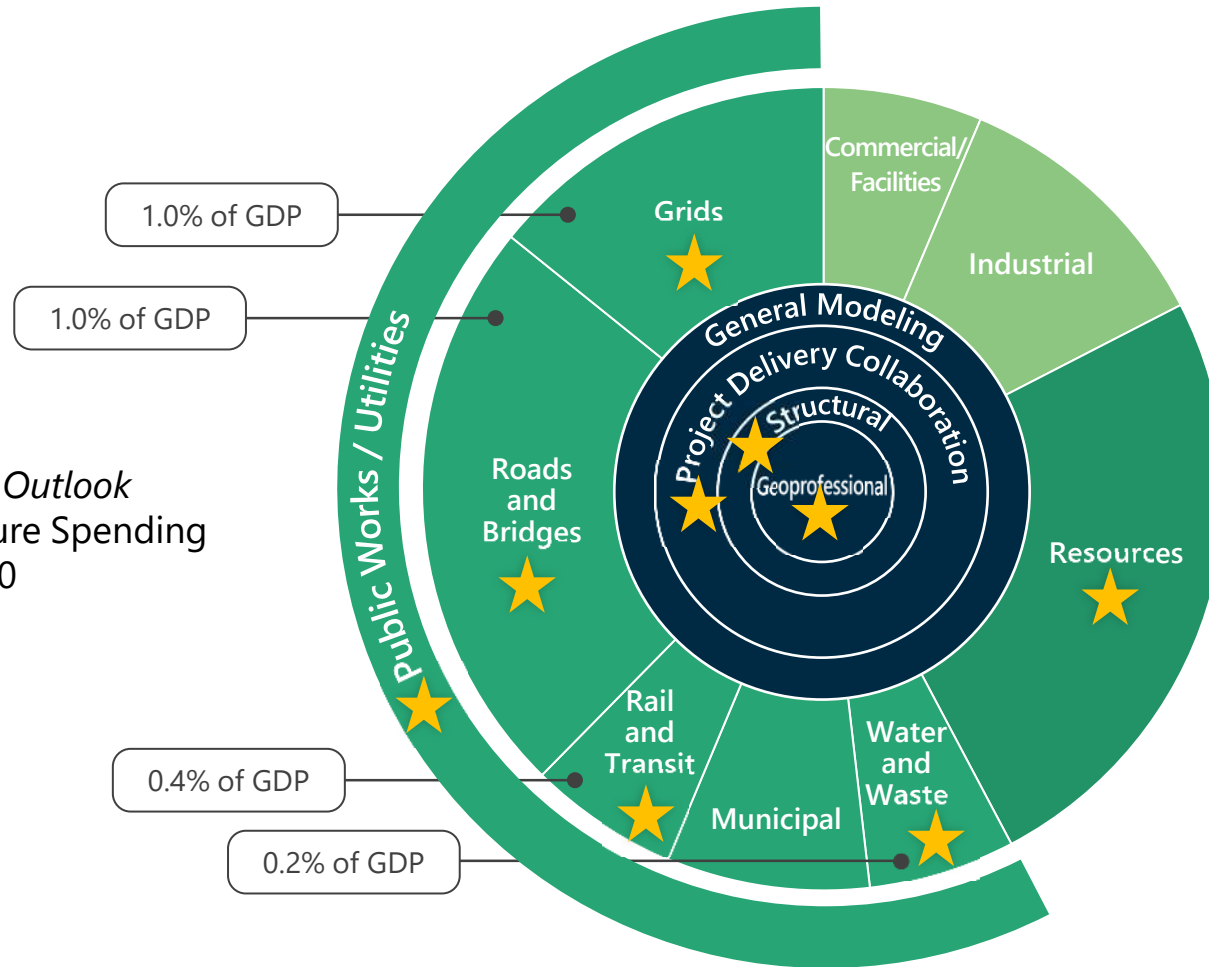 1.0% of GDP
1.0% of GDP
Outlook
ure Spending
0
0.4% of GDP
0.2% of GDP
Public Works / Utilities
Grids
Roads
and
Bridges
Rail
and
Transit
Municipal
Water
and
Waste
Resources
Industrial
Commercial/
Facilities
General Modeling
Project Delivery Collaboration
Structural
Geoprofessional